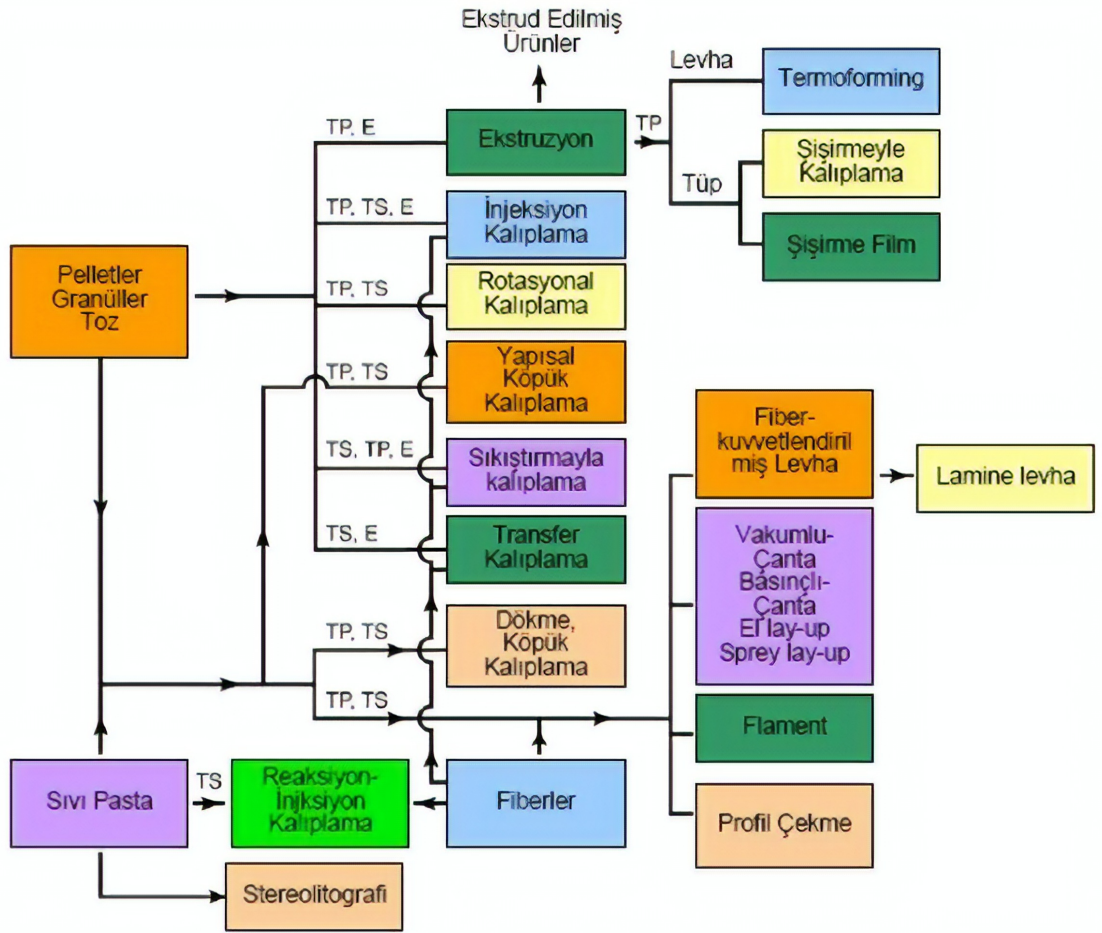 Ekstrud Edilmiş
Ürünler
Levha
Termoforming
TP, E
Ekstruzyon
TP
Şişirmeyle
Kalıplama
Tüp
TP, TS, E
İnjeksiyon
Kalıplama
Şişirme Film
Pelletler
Granüller
Toz
TP, TS
Rotasyonal
Kalıplama
TP, TS
Yapısal
Köpük
Kalıplama
Fiber-
kuvvetlendiril
miş Levha
Lamine levha
TS, TP, E
Sıkıştırmayla
kalıplama
TS, E
Transfer
Kalıplama
Vakumlu-
Çanta
Basınçlı-
Çanta
El lay-up
Sprey lay-up
TP, TS
Dökme,
Köpük
Kalıplama
TP, TS
Flament
Sıvı Pasta
TS
Reaksiyon-
İnjksiyon
Kalıplama
Fiberler
Profil Çekme
Stereolitografi